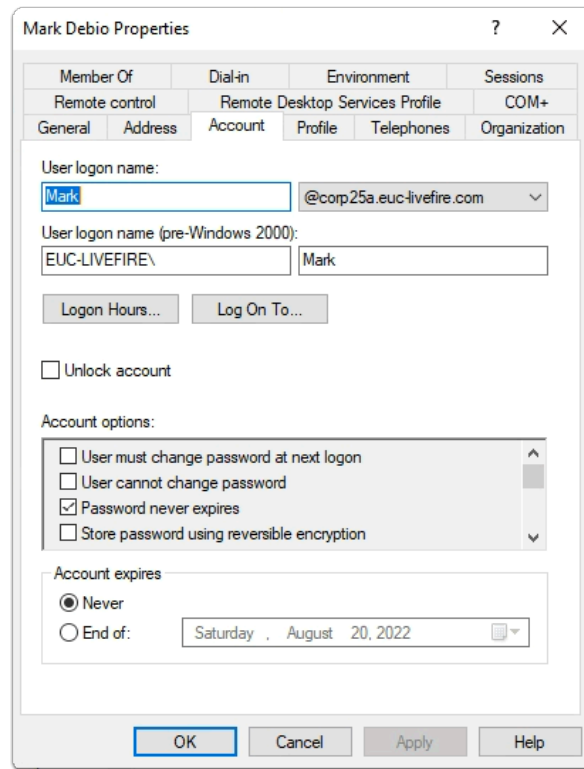 Mark Debio Properties ? ×
Member Of Dial-in Environment Sessions
Remote control Remote Desktop Services Profile COM+
General Address Account Profile Telephones Organization
User logon name:
Mark @corp25a.euc-livefire.com
User logon name (pre-Windows 2000):
EUC-LIVEFIRE\ Mark
Logon Hours... Log On To...
Unlock account
Account options:
User must change password at next logon
User cannot change password
Password never expires
Store password using reversible encryption
Account expires
Never
End of: Saturday , August 20, 2022
OK Cancel Apply Help